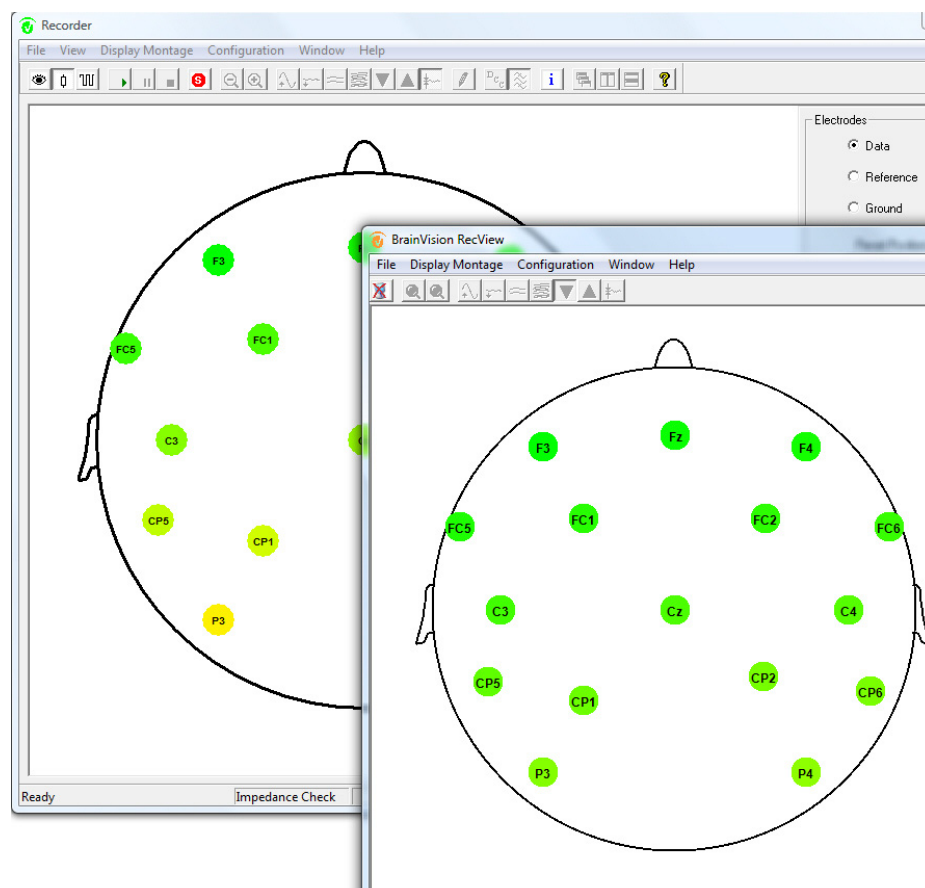 Recorder
File View Display Montage Configuration Window Help
S
i
?
Electrodes
Data
Reference
Ground
F3
FC5
FC1
C3
CP5
CP1
P3
Ready
Impedance Check
BrainVision RecView
File Display Montage Configuration Window Help
F3 Fz F4
FC5 FC1 FC2 FC6
C3 Cz C4
CP5 CP1 CP2 CP6
P3 P4